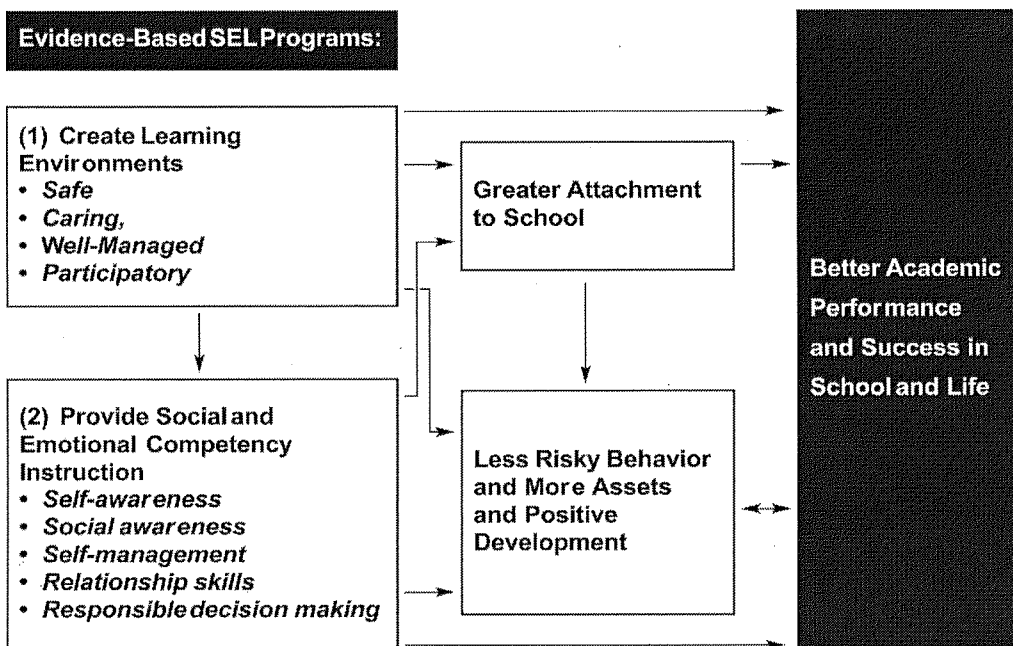 Evidence-Based SEL Programs:
(1) Create Learning
Environments
• Safe
• Caring,
• Well-Managed
• Participatory
(2) Provide Social and
Emotional Competency
Instruction
• Self-awareness
• Social awareness
• Self-management
• Relationship skills
• Responsible decision making
Greater Attachment
to School
Less Risky Behavior
and More Assets
and Positive
Development
Better Academic
Performance
and Success in
School and Life